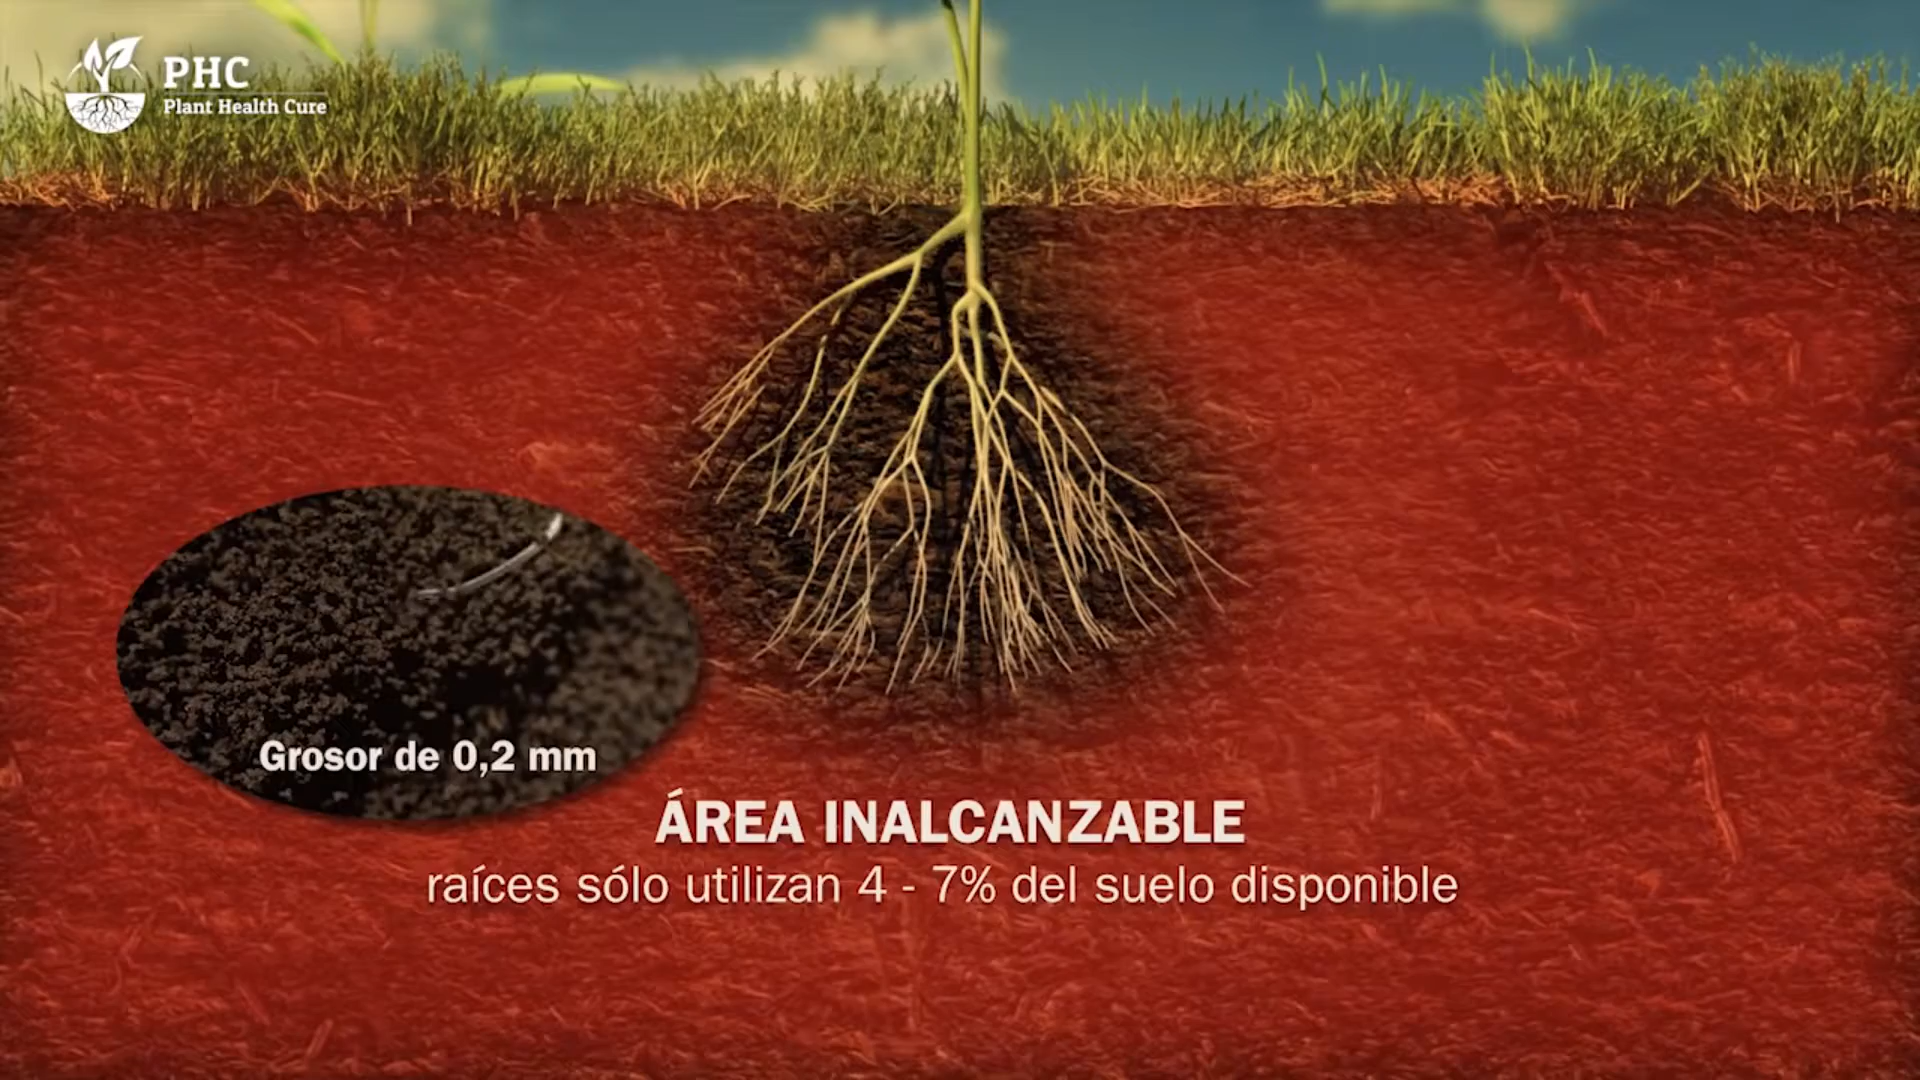 PHC
Plant Health Cure
Grosor de 0,2 mm
ÁREA INALCANZABLE
raíces sólo utilizan 4 - 7% del suelo disponible